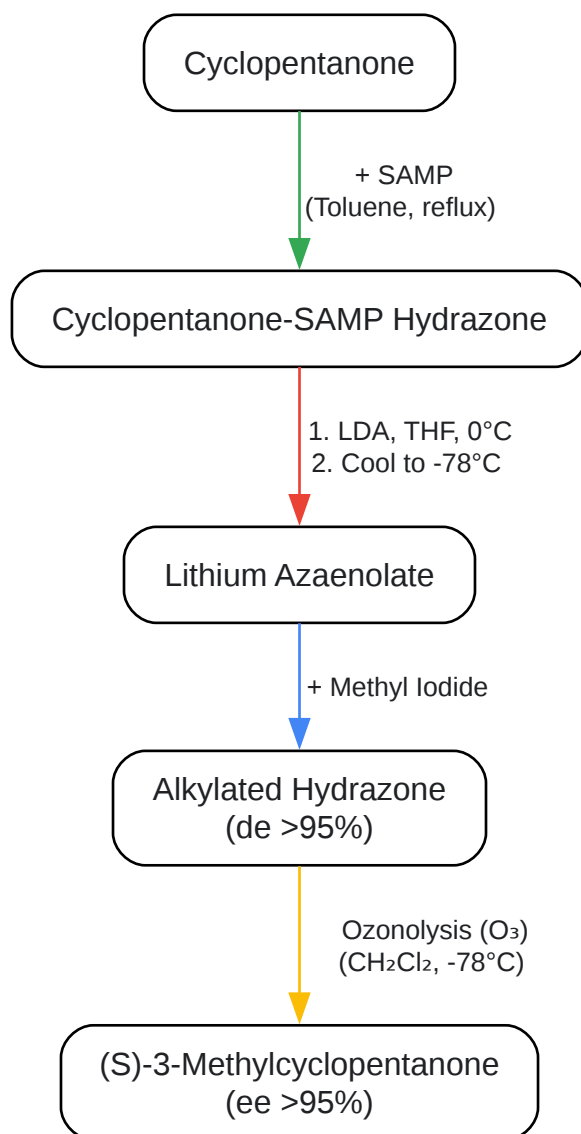 Cyclopentanone
+ SAMP
(Toluene, reflux)
Cyclopentanone-SAMP Hydrazone
1. LDA, THF, 0°C
2. Cool to -78°C
Lithium Azaenolate
+ Methyl Iodide
Alkylated Hydrazone
(de >95%)
Ozonolysis (O₃)
(CH₂Cl₂, -78°C)
(S)-3-Methylcyclopentanone
(ee >95%)